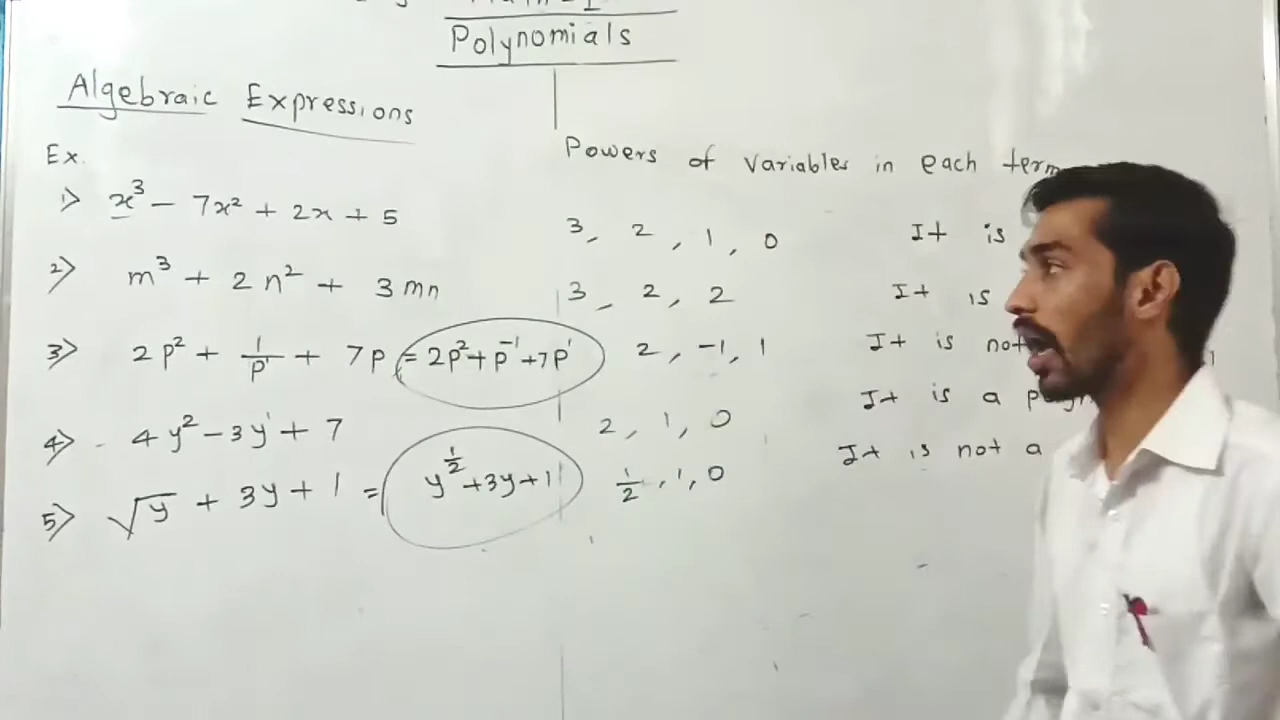 Polynomials
Algebraic Expressions
Ex.
Powers of variables in each term
1) x³ - 7x² + 2x + 5    3, 2, 1, 0    It is
2) m³ + 2n² + 3mn    3, 2, 2    It is
3) 2p² + 1/p¹ + 7p = 2p² + p⁻¹ + 7p¹    2, -1, 1    It is not
4) 4y² - 3y¹ + 7    2, 1, 0    It is a
5) √y + 3y + 1 = y^½ + 3y + 1    ½, 1, 0    It is not a